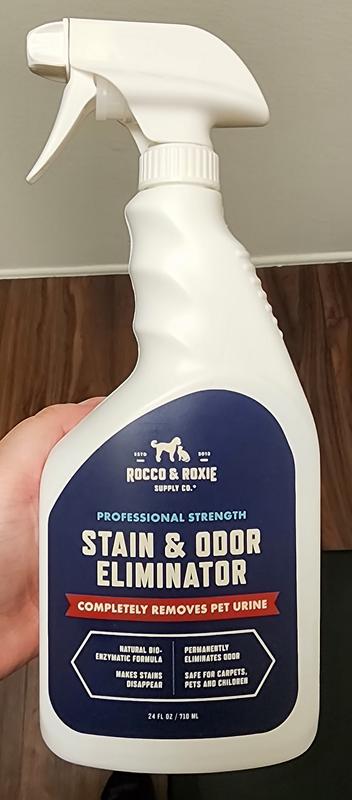 ESTD 2013
ROCCO & ROXIE
SUPPLY CO.®
PROFESSIONAL STRENGTH
STAIN & ODOR
ELIMINATOR
COMPLETELY REMOVES PET URINE
NATURAL BIO-
ENZYMATIC FORMULA
MAKES STAINS
DISAPPEAR
PERMANENTLY
ELIMINATES ODOR
SAFE FOR CARPETS,
PETS AND CHILDREN
24 FL OZ / 710 ML